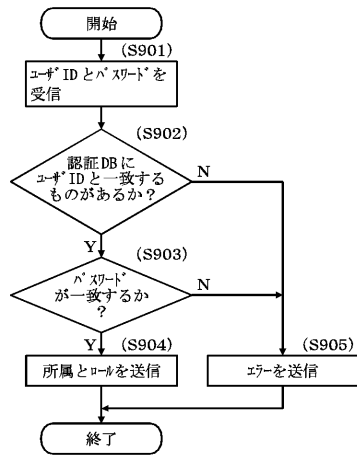 開始
(S901)
ユーザIDとパスワードを
受信
(S902)
認証DBに
ユーザIDと一致する
ものがあるか？
N
Y
(S903)
パスワード
が一致するか
？
N
Y
(S904)
所属とロールを送信
(S905)
エラーを送信
終了